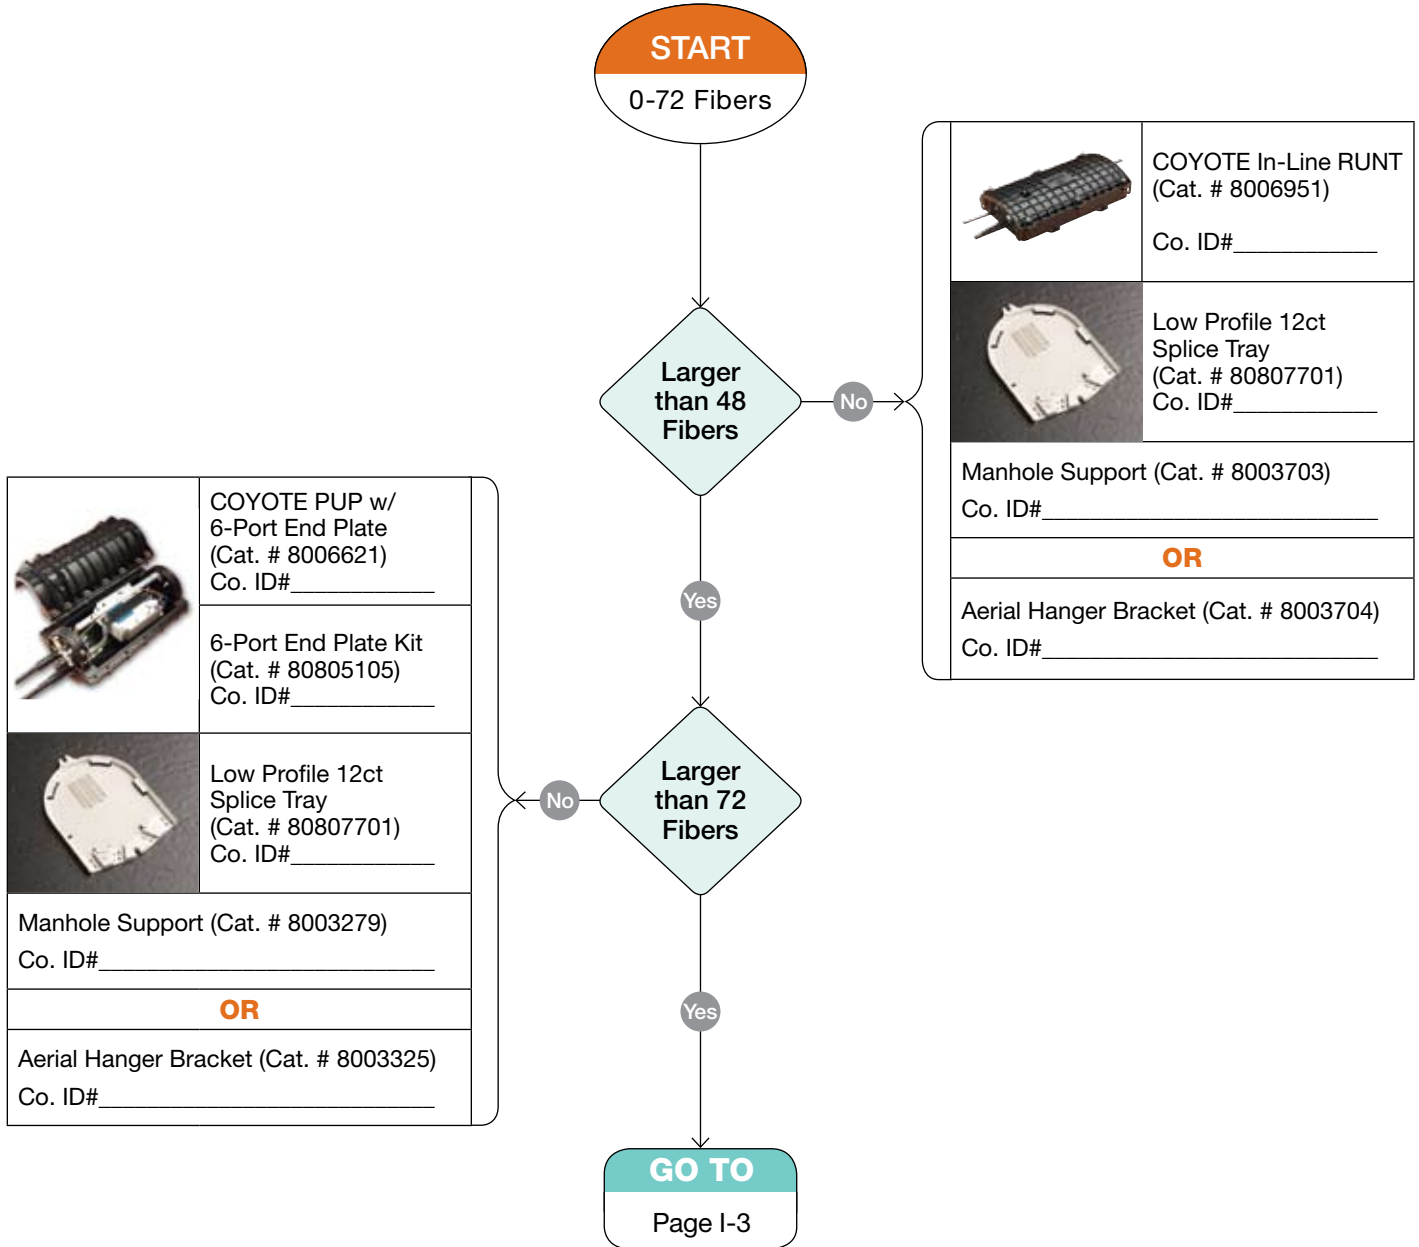 START
0-72 Fibers
COYOTE In-Line RUNT
(Cat. # 8006951)
Co. ID#____________
Low Profile 12ct
Splice Tray
(Cat. # 80807701)
Co. ID#____________
Manhole Support (Cat. # 8003703)
Co. ID#____________________________
OR
Aerial Hanger Bracket (Cat. # 8003704)
Co. ID#____________________________
Larger
than 48
Fibers
No
Yes
COYOTE PUP w/
6-Port End Plate
(Cat. # 8006621)
Co. ID#____________
6-Port End Plate Kit
(Cat. # 80805105)
Co. ID#____________
Low Profile 12ct
Splice Tray
(Cat. # 80807701)
Co. ID#____________
Manhole Support (Cat. # 8003279)
Co. ID#____________________________
OR
Aerial Hanger Bracket (Cat. # 8003325)
Co. ID#____________________________
Larger
than 72
Fibers
No
Yes
GO TO
Page I-3